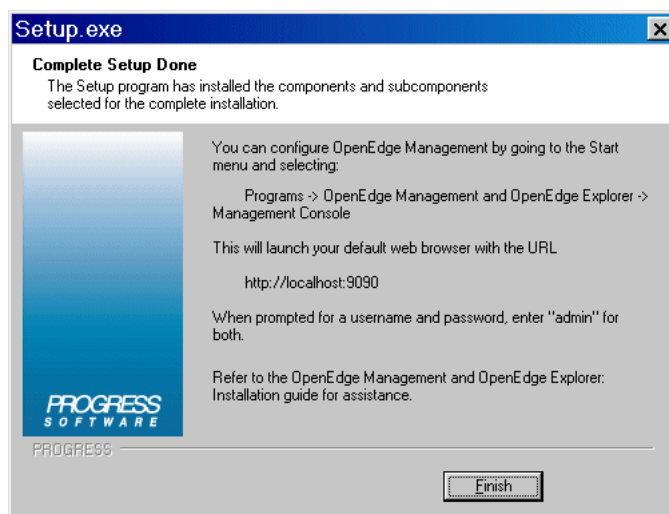 Setup.exe
Complete Setup Done
The Setup program has installed the components and subcomponents
selected for the complete installation.
You can configure OpenEdge Management by going to the Start
menu and selecting:
Programs -> OpenEdge Management and OpenEdge Explorer ->
Management Console
This will launch your default web browser with the URL
http://localhost:9090
When prompted for a username and password, enter "admin" for
both.
Refer to the OpenEdge Management and OpenEdge Explorer:
Installation guide for assistance.
PROGRESS
SOFTWARE
PROGRESS
Finish